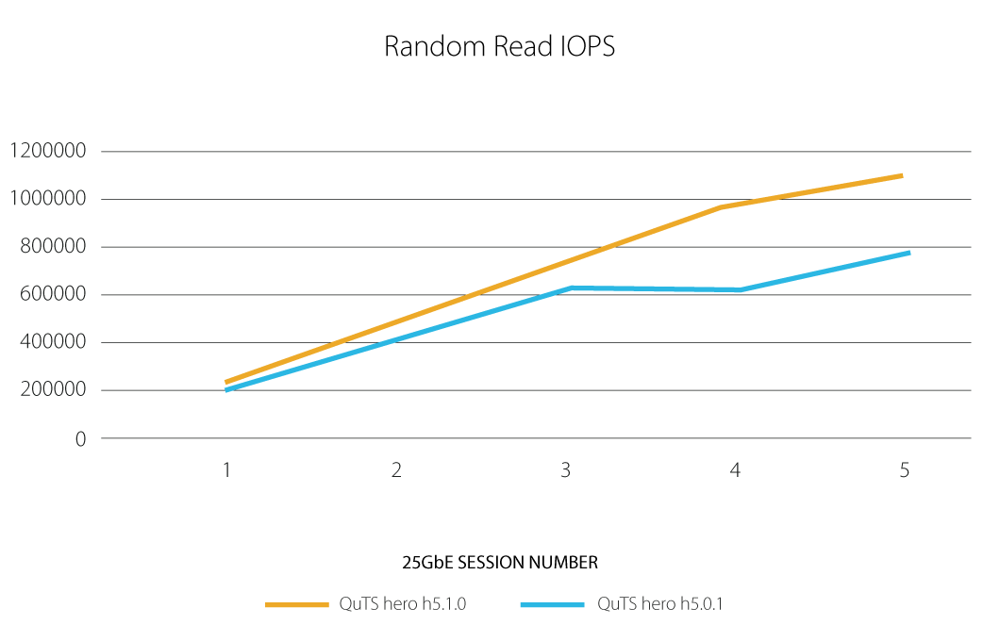 Random Read IOPS
1200000
1000000
800000
600000
400000
200000
0
1 2 3 4 5
25GbE SESSION NUMBER
QuTS hero h5.1.0 QuTS hero h5.0.1